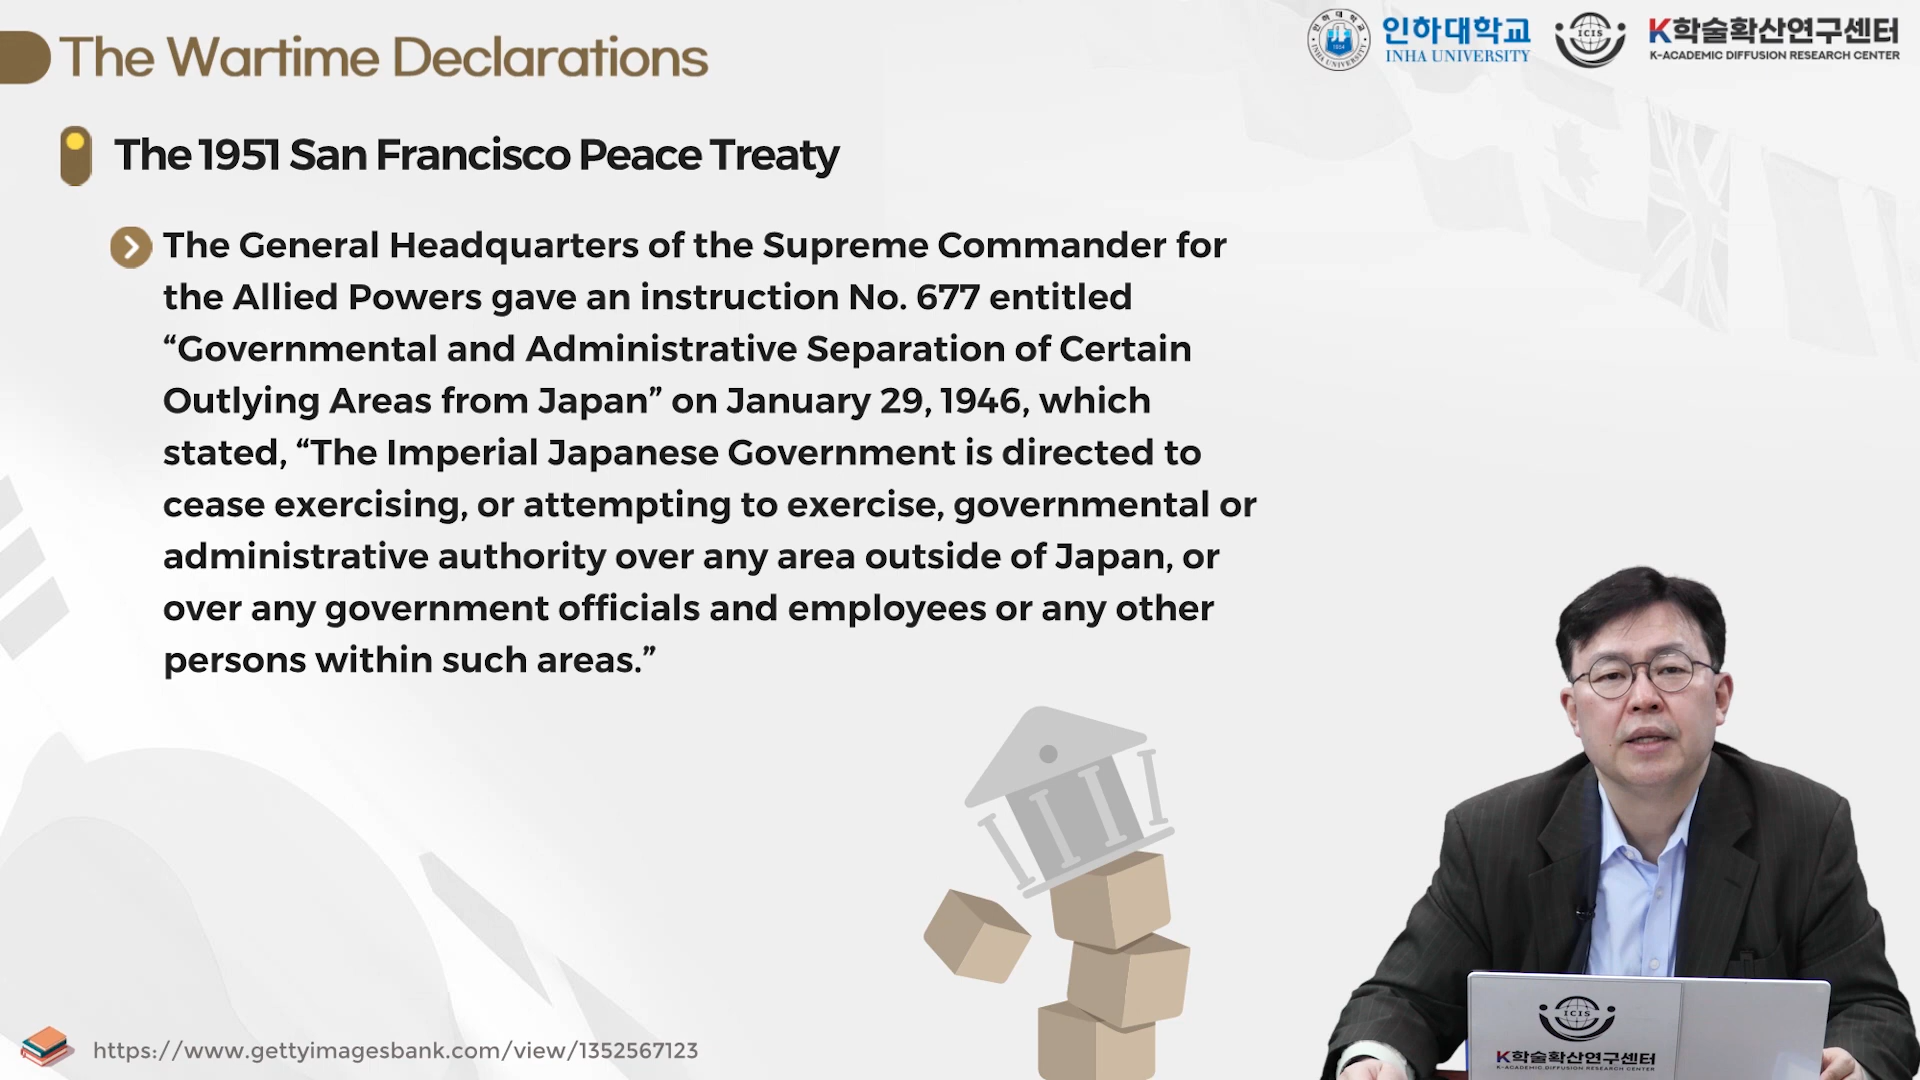 The Wartime Declarations
인하대학교
INHA UNIVERSITY
ICIS
K학술확산연구센터
K-ACADEMIC DIFFUSION RESEARCH CENTER
The 1951 San Francisco Peace Treaty
The General Headquarters of the Supreme Commander for
the Allied Powers gave an instruction No. 677 entitled
“Governmental and Administrative Separation of Certain
Outlying Areas from Japan” on January 29, 1946, which
stated, “The Imperial Japanese Government is directed to
cease exercising, or attempting to exercise, governmental or
administrative authority over any area outside of Japan, or
over any government officials and employees or any other
persons within such areas.”
ICIS
K학술확산연구센터
K-ACADEMIC DIFFUSION RESEARCH CENTER
https://www.gettyimagesbank.com/view/1352567123